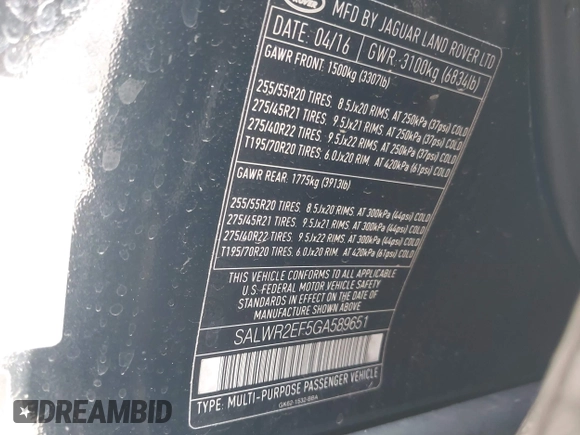 ROVER
MFD BY JAGUAR LAND ROVER LTD
DATE: 04/16 GWR: 3100kg (6834lb)
GAWR FRONT: 1500kg (3307lb)
255/55R20 TIRES. 8.5Jx20 RIMS. AT 250kPa (37psi) COLD
275/45R21 TIRES. 9.5Jx21 RIMS. AT 250kPa (37psi) COLD
275/40R22 TIRES. 9.5Jx22 RIMS. AT 250kPa (37psi) COLD
T195/70R20 TIRES. 6.0Jx20 RIM. AT 420kPa (61psi) COLD
GAWR REAR: 1775kg (3913lb)
255/55R20 TIRES. 8.5Jx20 RIMS. AT 300kPa (44psi) COLD
275/45R21 TIRES. 9.5Jx21 RIMS. AT 300kPa (44psi) COLD
275/40R22 TIRES. 9.5Jx22 RIMS. AT 300kPa (44psi) COLD
T195/70R20 TIRES. 6.0Jx20 RIM. AT 420kPa (61psi) COLD
THIS VEHICLE CONFORMS TO ALL APPLICABLE
U.S. FEDERAL MOTOR VEHICLE SAFETY
STANDARDS IN EFFECT ON THE DATE OF
MANUFACTURE SHOWN ABOVE
SALWR2EF5GA589651
TYPE: MULTI-PURPOSE PASSENGER VEHICLE
GK62-1532-BBA
DREAMBID